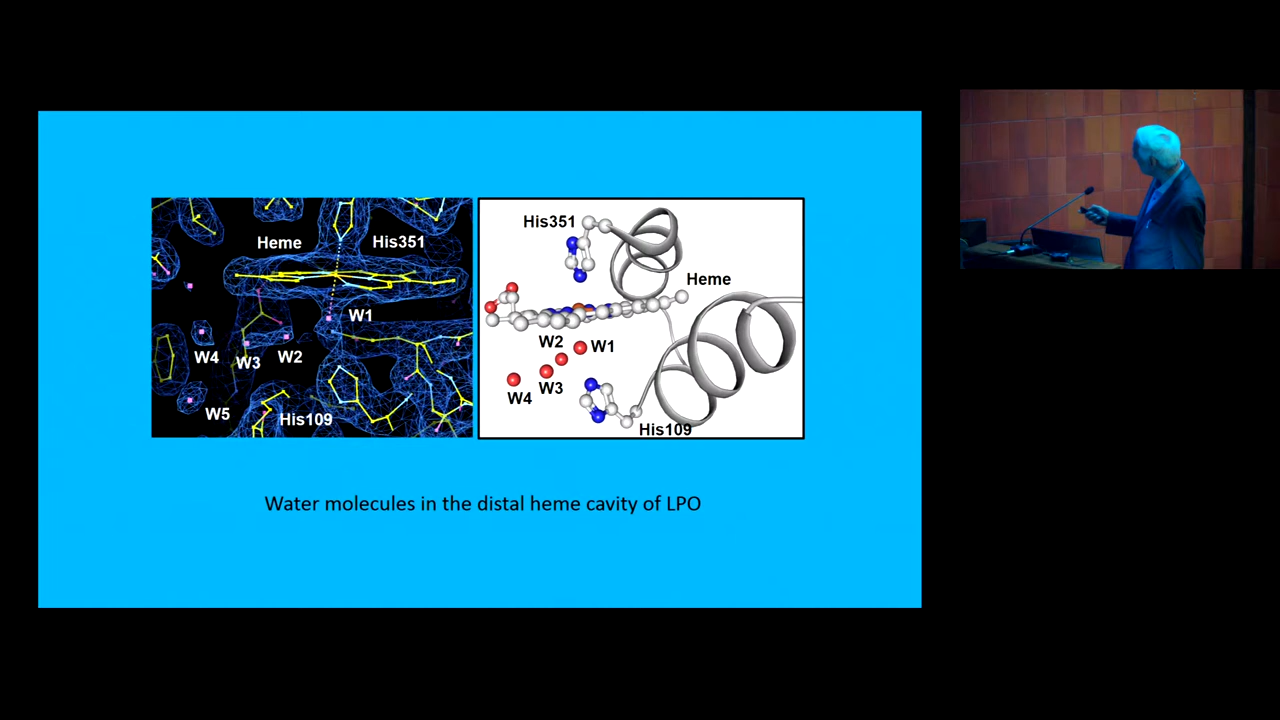 Heme
His351
W1
W4
W3
W2
W5
His109
His351
Heme
W2
W1
W3
W4
His109
Water molecules in the distal heme cavity of LPO